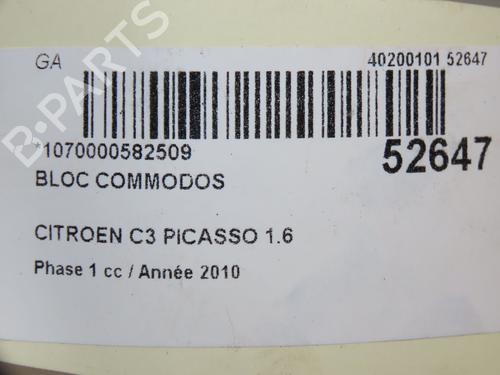 GA
40200101 52647
*1070000582509
52647
BLOC COMMODOS
CITROEN C3 PICASSO 1.6
Phase 1 cc / Année 2010
B-PARTS